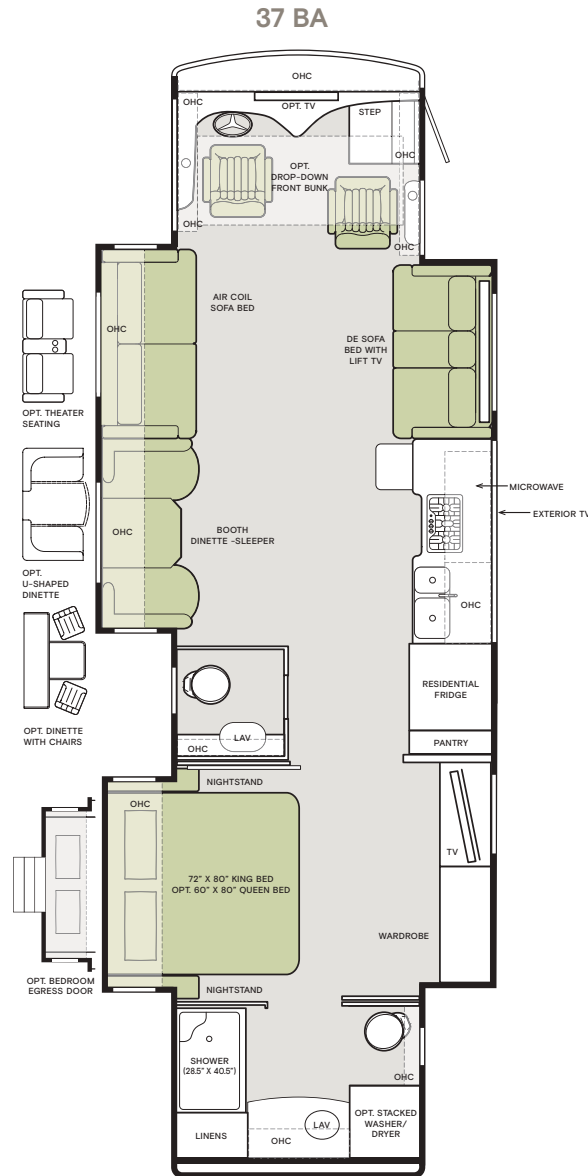 37 BA
OHC
OHC
OPT. TV
STEP
OPT.
DROP-DOWN
FRONT BUNK
OHC
OHC
OHC
AIR COIL
SOFA BED
OHC
DE SOFA
BED WITH
LIFT TV
OPT. THEATER
SEATING
MICROWAVE
EXTERIOR TV
BOOTH
DINETTE -SLEEPER
OHC
OPT.
U-SHAPED
DINETTE
OHC
RESIDENTIAL
FRIDGE
OPT. DINETTE
WITH CHAIRS
LAV
OHC
PANTRY
NIGHTSTAND
OHC
TV
72" X 80" KING BED
OPT. 60" X 80" QUEEN BED
WARDROBE
OPT. BEDROOM
EGRESS DOOR
NIGHTSTAND
SHOWER
(28.5" X 40.5")
OHC
LINENS
OHC
LAV
OPT. STACKED
WASHER/
DRYER